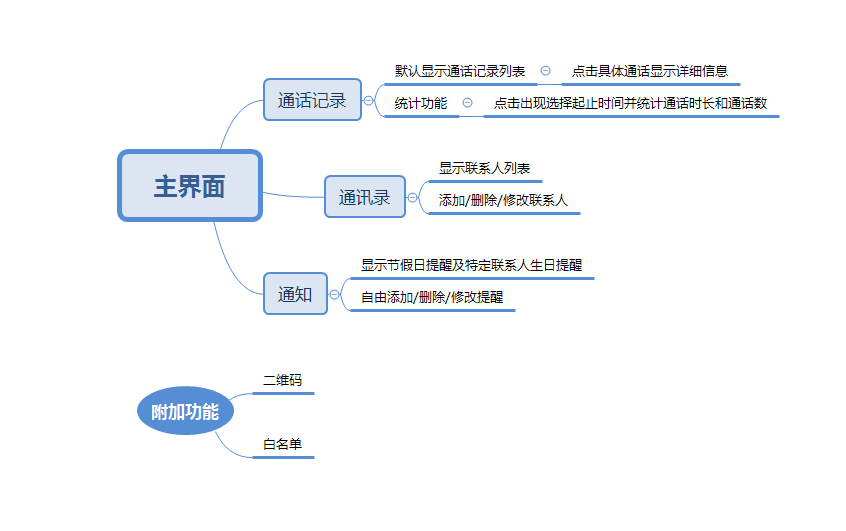 主界面
通话记录
默认显示通话记录列表
点击具体通话显示详细信息
统计功能
点击出现选择起止时间并统计通话时长和通话数
通讯录
显示联系人列表
添加/删除/修改联系人
通知
显示节假日提醒及特定联系人生日提醒
自由添加/删除/修改提醒
附加功能
二维码
白名单